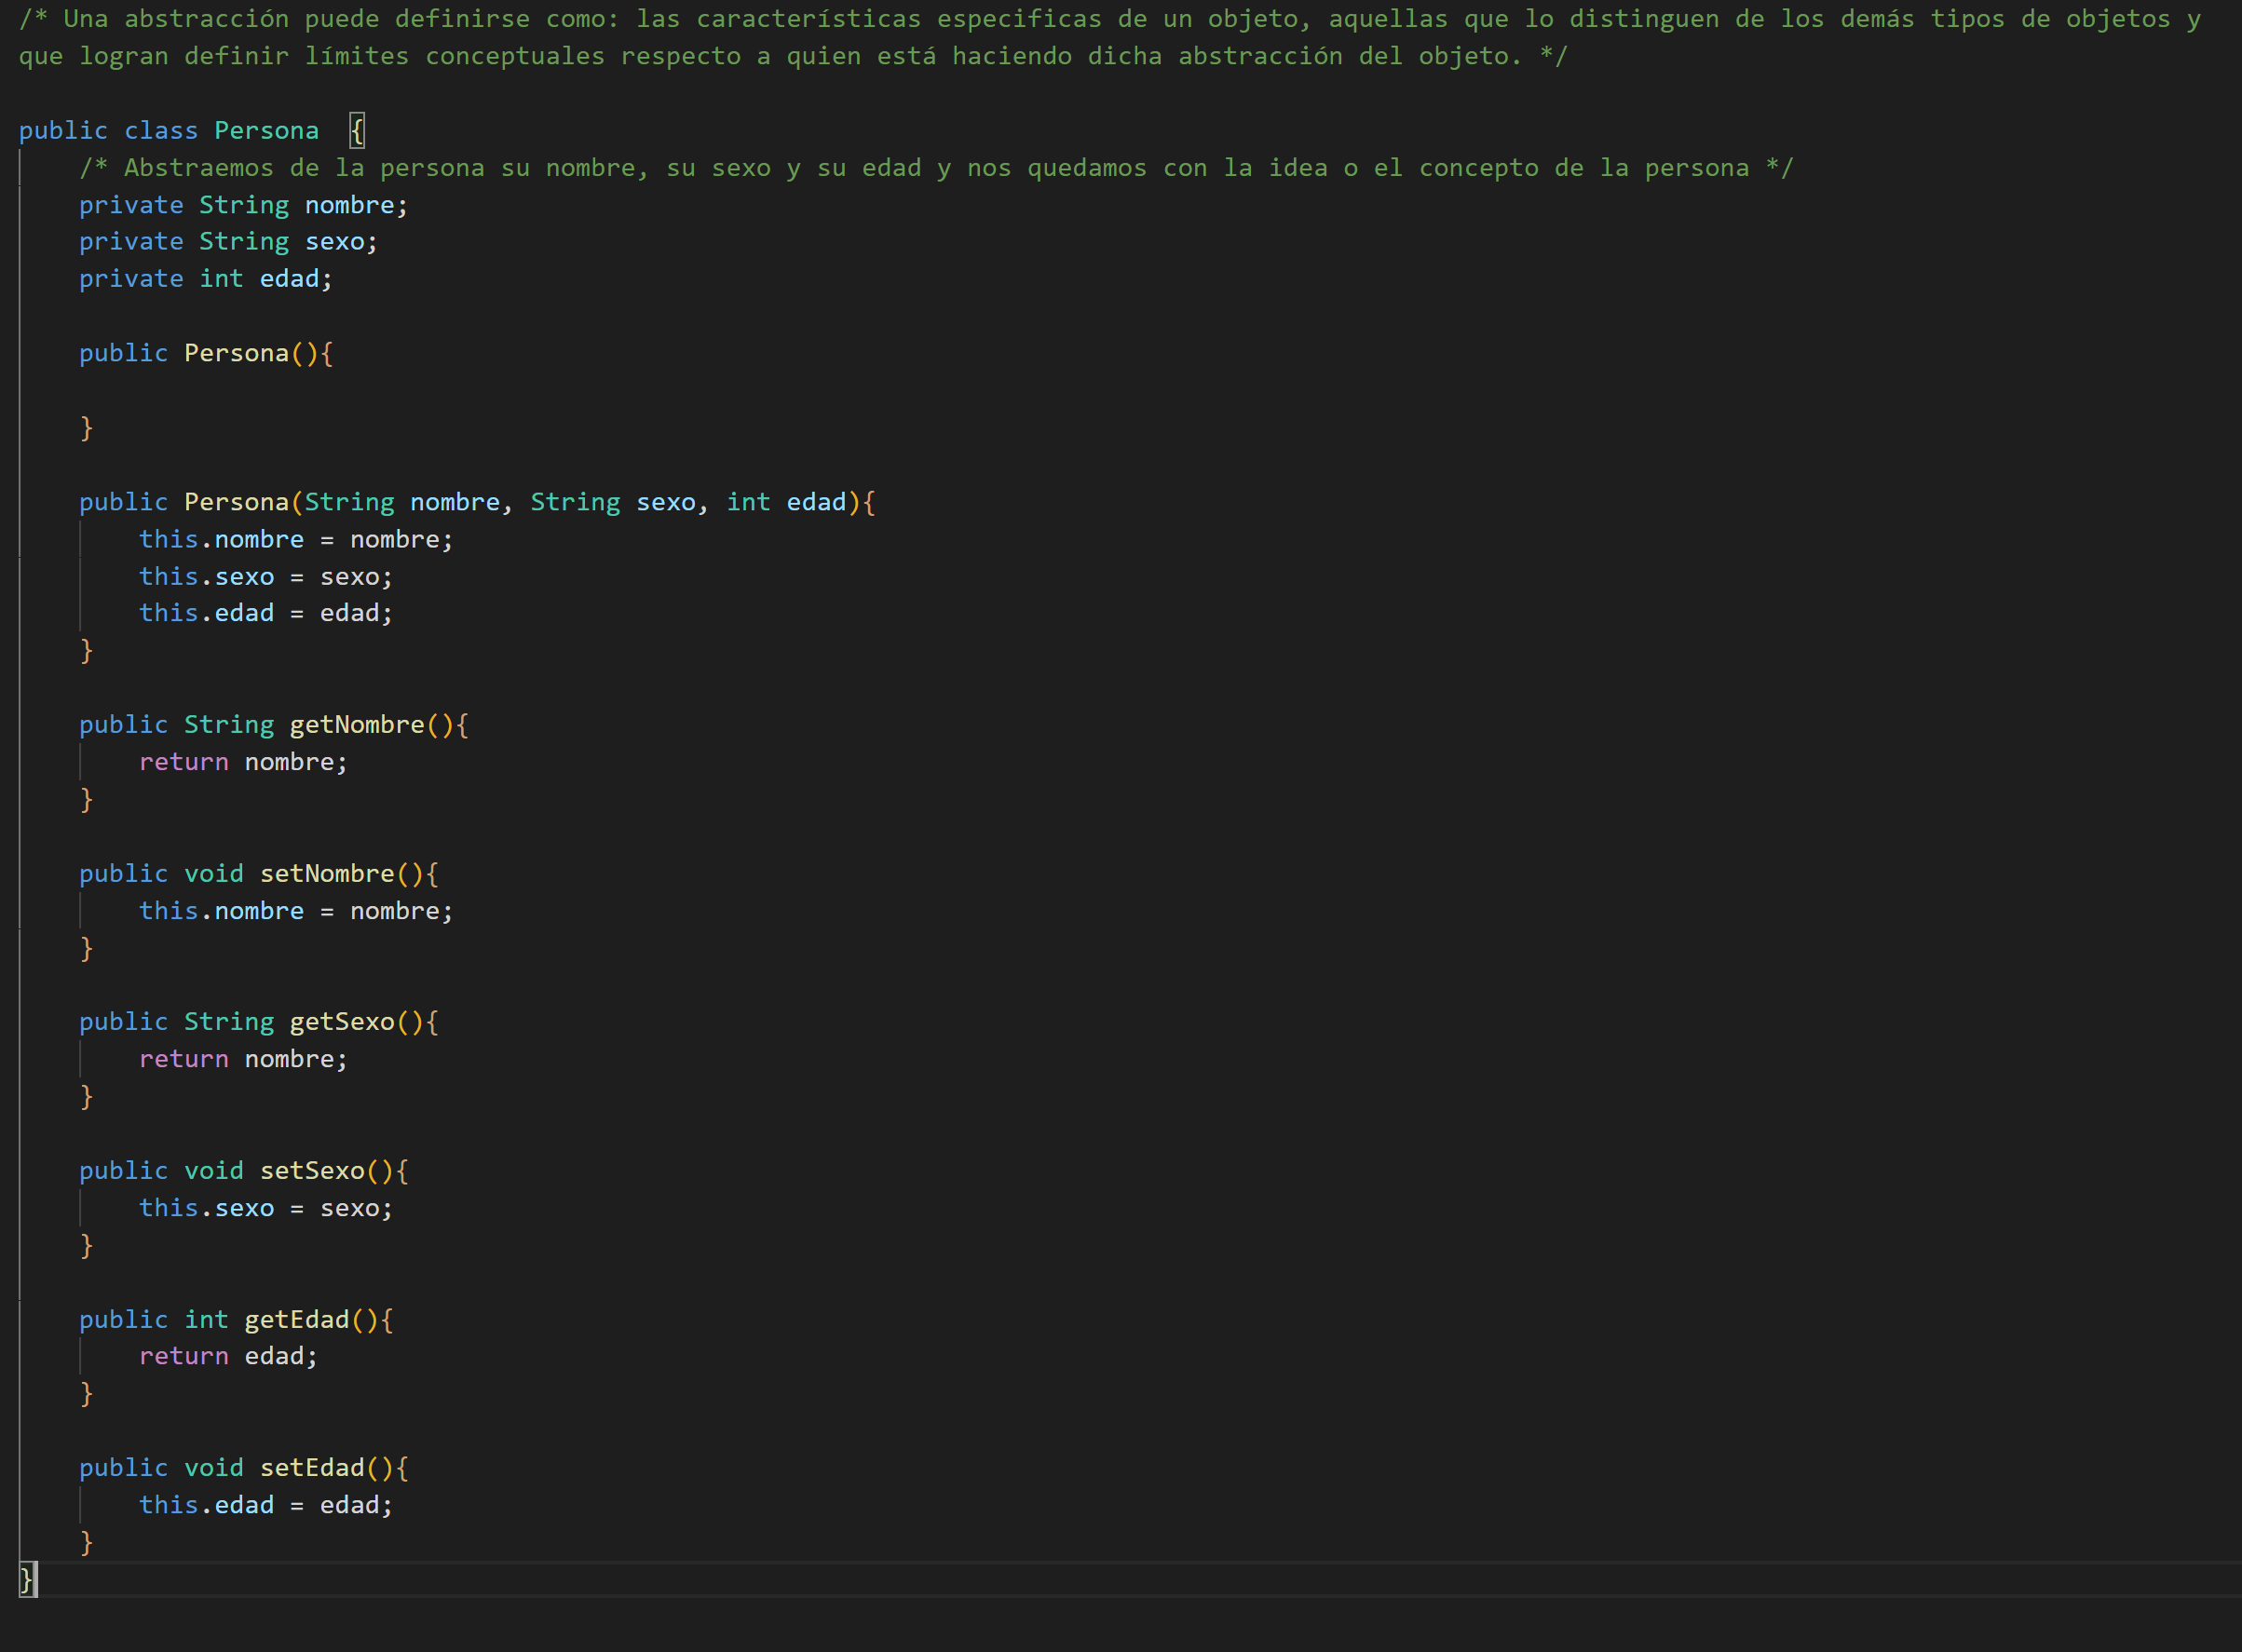 /* Una abstracción puede definirse como: las características especificas de un objeto, aquellas que lo distinguen de los demás tipos de objetos y
que logran definir límites conceptuales respecto a quien está haciendo dicha abstracción del objeto. */

public class Persona  {
    /* Abstraemos de la persona su nombre, su sexo y su edad y nos quedamos con la idea o el concepto de la persona */
    private String nombre;
    private String sexo;
    private int edad;

    public Persona(){

    }

    public Persona(String nombre, String sexo, int edad){
        this.nombre = nombre;
        this.sexo = sexo;
        this.edad = edad;
    }

    public String getNombre(){
        return nombre;
    }

    public void setNombre(){
        this.nombre = nombre;
    }

    public String getSexo(){
        return nombre;
    }

    public void setSexo(){
        this.sexo = sexo;
    }

    public int getEdad(){
        return edad;
    }

    public void setEdad(){
        this.edad = edad;
    }
}